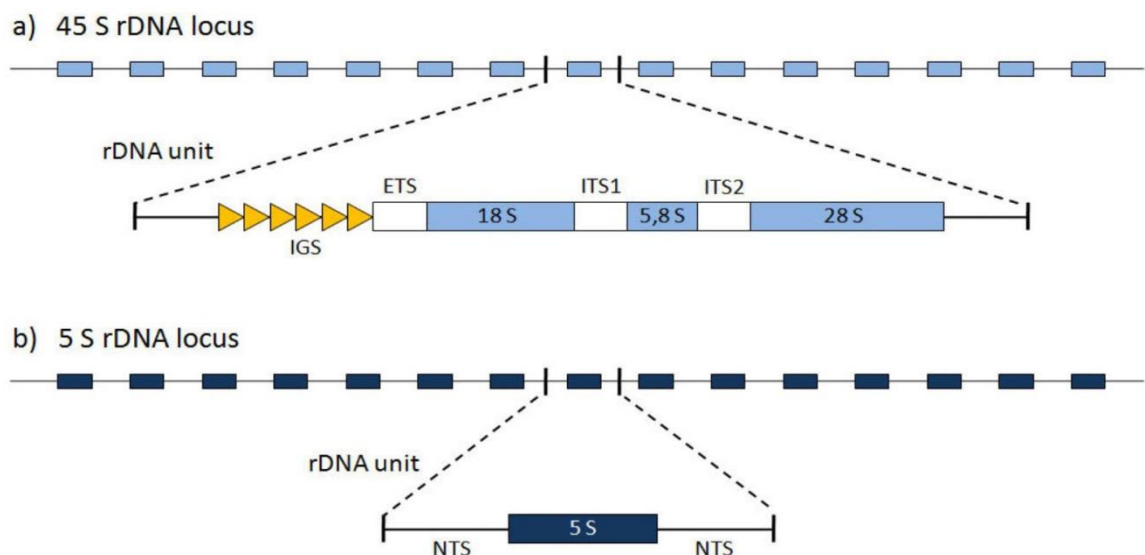 a) 45 S rDNA locus
rDNA unit
ETS ITS1 ITS2
18 S 5,8 S 28 S
IGS
b) 5 S rDNA locus
rDNA unit
5 S
NTS NTS